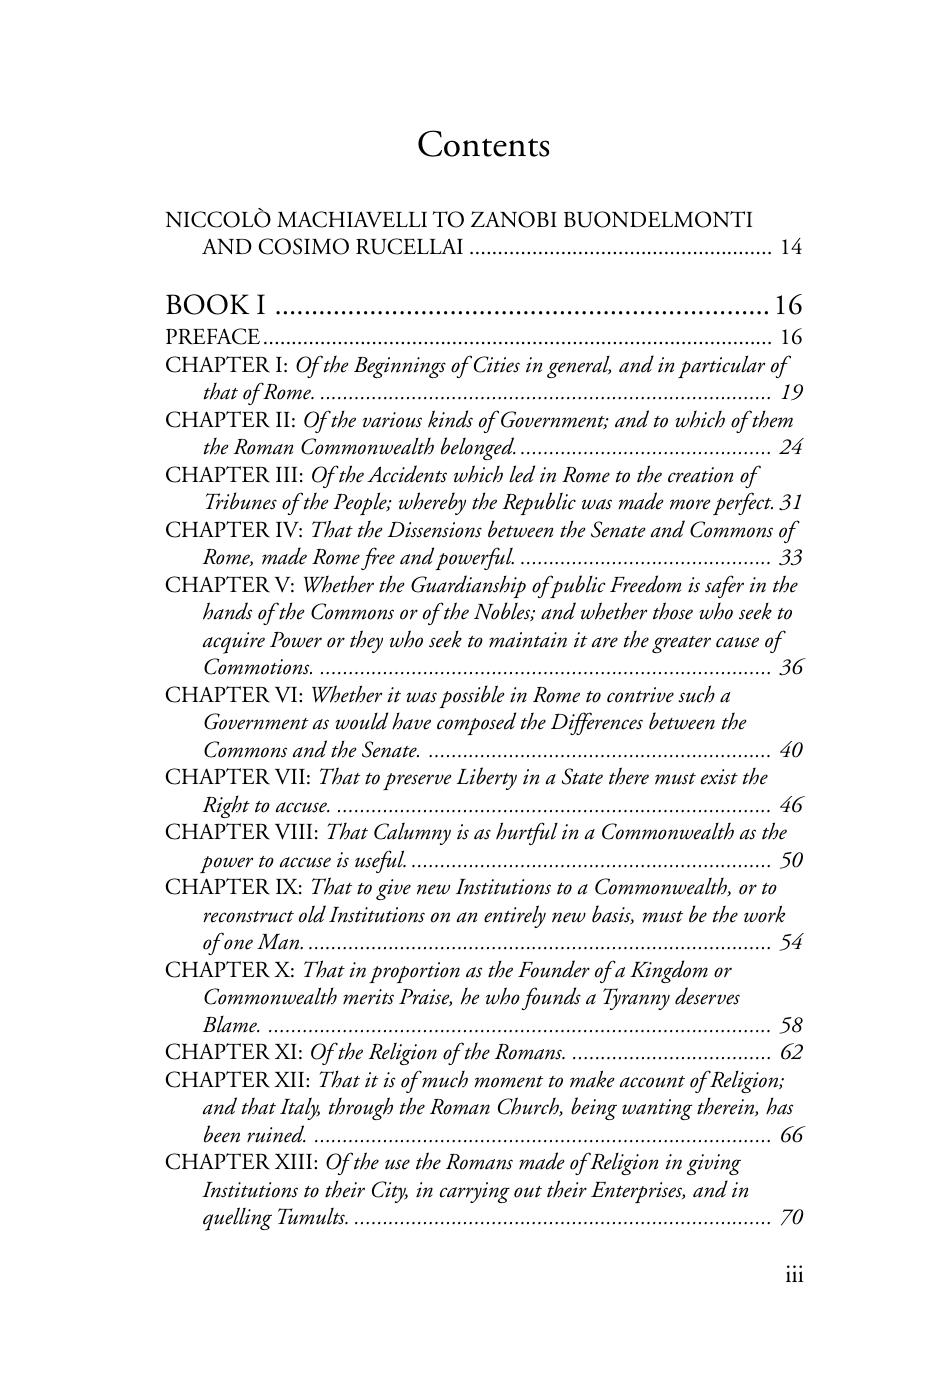 Contents
NICCOLÒ MACHIAVELLI TO ZANOBI BUONDELMONTI
AND COSIMO RUCELLAI ..................................................... 14
BOOK I .................................................................... 16
PREFACE......................................................................................... 16
CHAPTER I: Of the Beginnings of Cities in general, and in particular of
that of Rome. ............................................................................... 19
CHAPTER II: Of the various kinds of Government; and to which of them
the Roman Commonwealth belonged............................................. 24
CHAPTER III: Of the Accidents which led in Rome to the creation of
Tribunes of the People; whereby the Republic was made more perfect. 31
CHAPTER IV: That the Dissensions between the Senate and Commons of
Rome, made Rome free and powerful. ............................................ 33
CHAPTER V: Whether the Guardianship of public Freedom is safer in the
hands of the Commons or of the Nobles; and whether those who seek to
acquire Power or they who seek to maintain it are the greater cause of
Commotions. ............................................................................... 36
CHAPTER VI: Whether it was possible in Rome to contrive such a
Government as would have composed the Differences between the
Commons and the Senate. ............................................................ 40
CHAPTER VII: That to preserve Liberty in a State there must exist the
Right to accuse. ............................................................................ 46
CHAPTER VIII: That Calumny is as hurtful in a Commonwealth as the
power to accuse is useful. ............................................................... 50
CHAPTER IX: That to give new Institutions to a Commonwealth, or to
reconstruct old Institutions on an entirely new basis, must be the work
of one Man. ................................................................................. 54
CHAPTER X: That in proportion as the Founder of a Kingdom or
Commonwealth merits Praise, he who founds a Tyranny deserves
Blame. ........................................................................................ 58
CHAPTER XI: Of the Religion of the Romans. ................................... 62
CHAPTER XII: That it is of much moment to make account of Religion;
and that Italy, through the Roman Church, being wanting therein, has
been ruined. ................................................................................ 66
CHAPTER XIII: Of the use the Romans made of Religion in giving
Institutions to their City, in carrying out their Enterprises, and in
quelling Tumults. ......................................................................... 70
iii